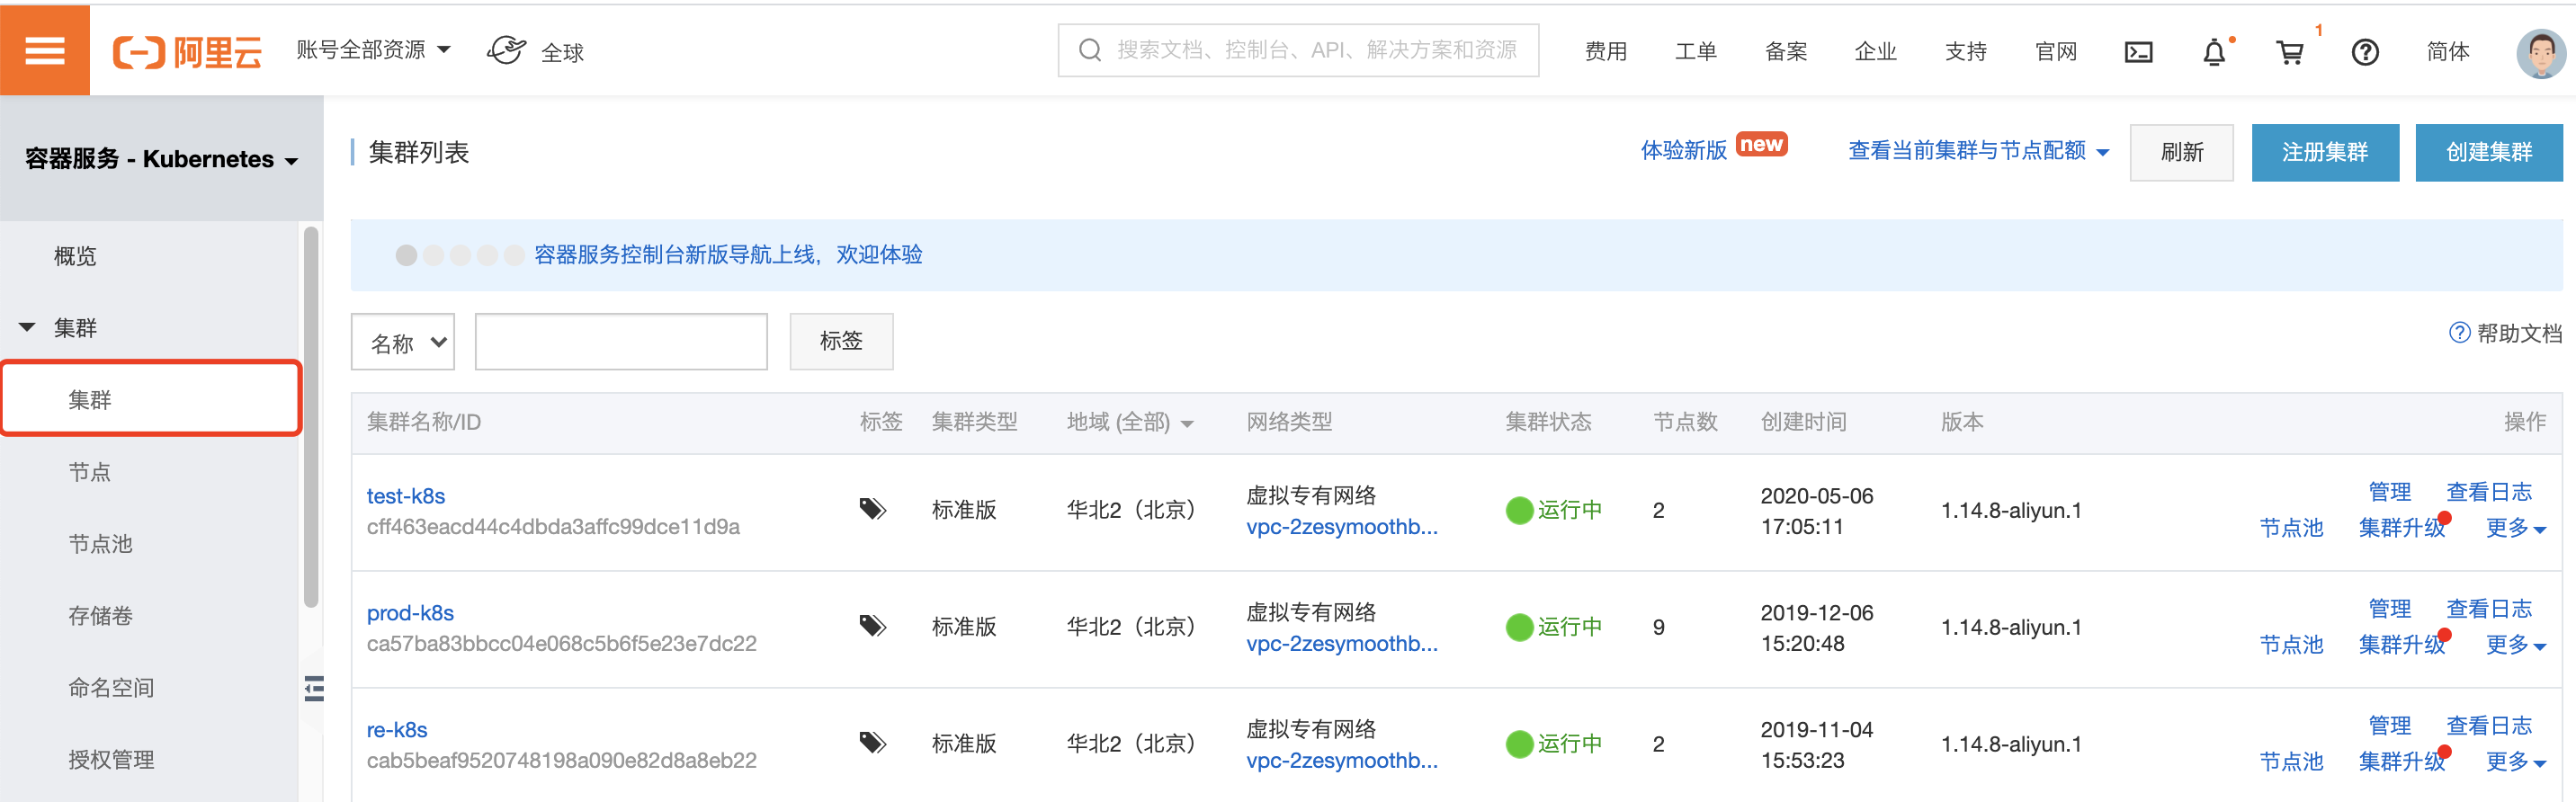 阿里云 账号全部资源 全球 搜索文档、控制台、API、解决方案和资源 费用 工单 备案 企业 支持 官网 1 简体
容器服务 - Kubernetes
概览
集群
集群
节点
节点池
存储卷
命名空间
授权管理
集群列表 体验新版 new 查看当前集群与节点配额 刷新 注册集群 创建集群
容器服务控制台新版导航上线，欢迎体验
名称 标签 帮助文档
集群名称/ID 标签 集群类型 地域 (全部) 网络类型 集群状态 节点数 创建时间 版本 操作
test-k8s 虚拟专有网络 2020-05-06 管理 查看日志
标准版 华北2（北京） 运行中 2 1.14.8-aliyun.1
cff463eacd44c4dbda3affc99dce11d9a vpc-2zesymoothb... 17:05:11 节点池 集群升级 更多
prod-k8s 虚拟专有网络 2019-12-06 管理 查看日志
标准版 华北2（北京） 运行中 9 1.14.8-aliyun.1
ca57ba83bbcc04e068c5b6f5e23e7dc22 vpc-2zesymoothb... 15:20:48 节点池 集群升级 更多
re-k8s 虚拟专有网络 2019-11-04 管理 查看日志
标准版 华北2（北京） 运行中 2 1.14.8-aliyun.1
cab5beaf9520748198a090e82d8a8eb22 vpc-2zesymoothb... 15:53:23 节点池 集群升级 更多